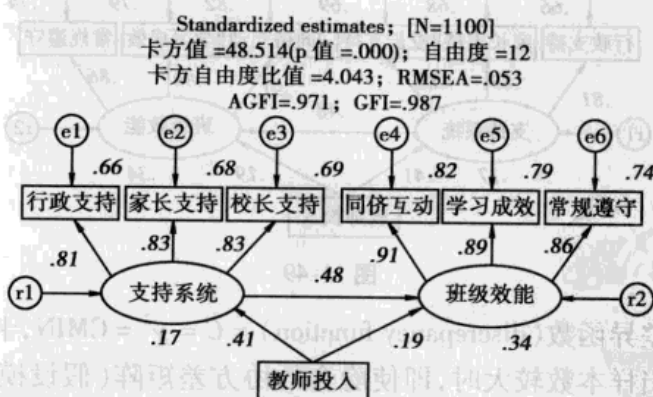 Standardized estimates; [N=1100]
卡方值=48.514(p 值=.000); 自由度=12
卡方自由度比值=4.043; RMSEA=.053
AGFI=.971; GFI=.987
e1 e2 e3 e4 e5 e6
.66 .68 .69 .82 .79 .74
行政支持 家长支持 校长支持 同侪互动 学习成效 常规遵守
.81 .83 .83 .91 .89 .86
r1 支持系统 .48 班级效能 r2
.17 .41 .19 .34
教师投入